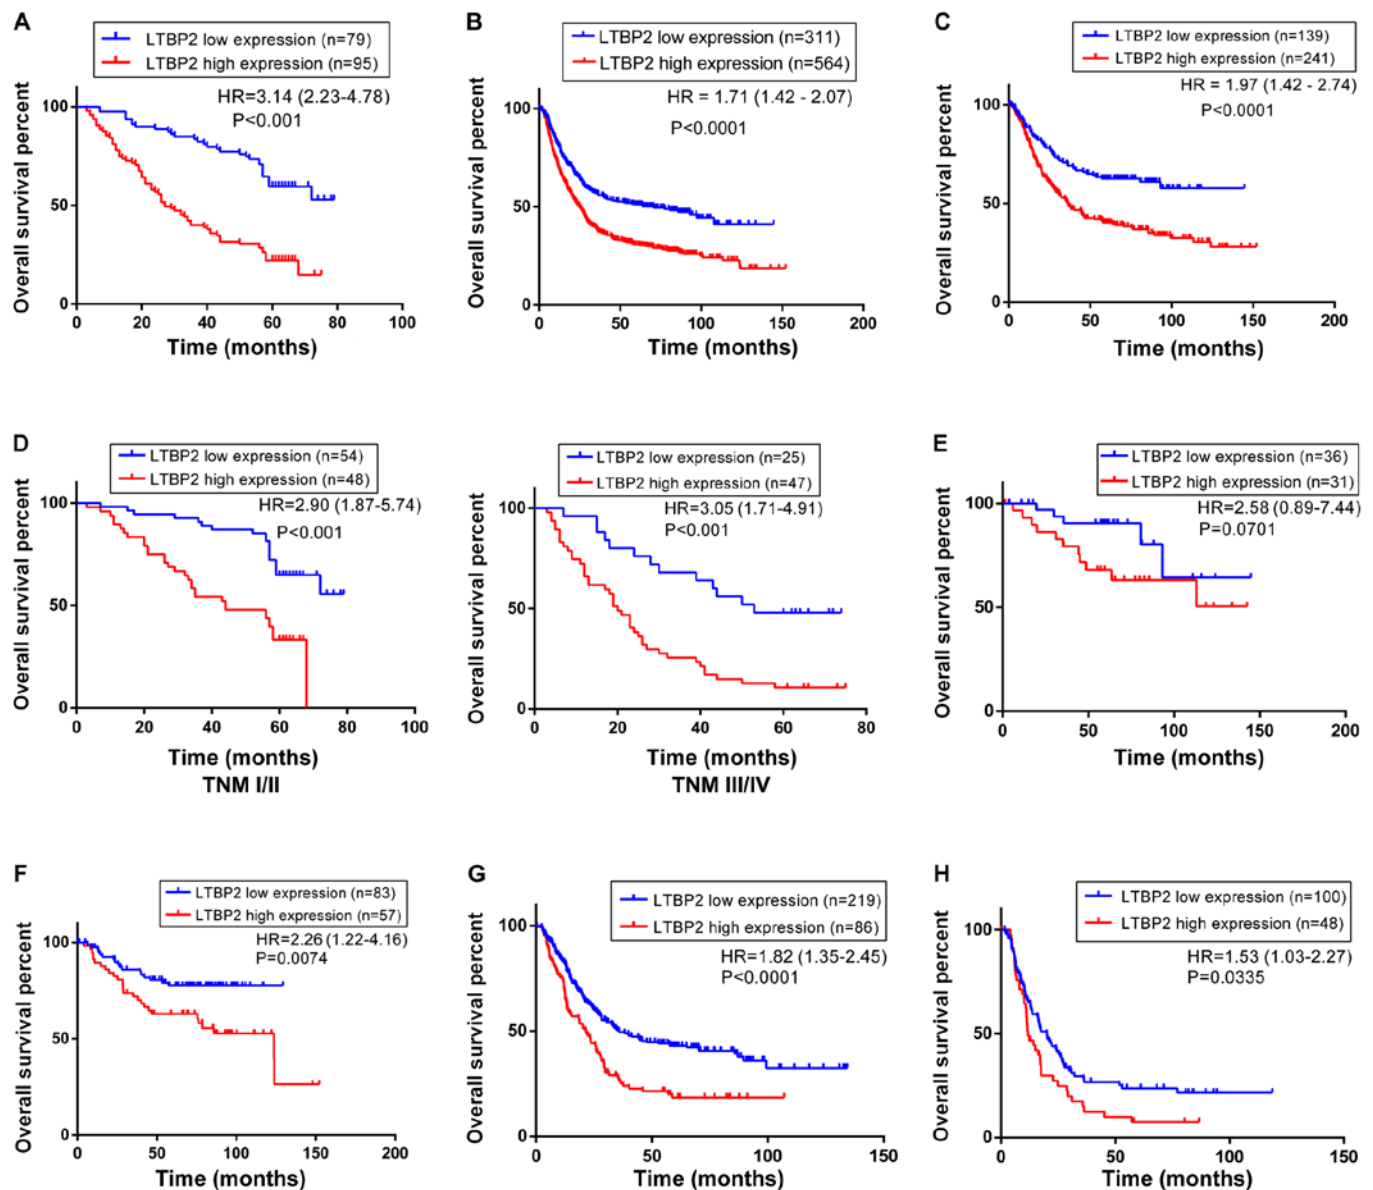 A
LTBP2 low expression (n=79)
LTBP2 high expression (n=95)
HR=3.14 (2.23-4.78)
P<0.001
Overall survival percent
100
50
0
0 20 40 60 80 100
Time (months)
B
LTBP2 low expression (n=311)
LTBP2 high expression (n=564)
HR = 1.71 (1.42 - 2.07)
P<0.0001
Overall survival percent
100
50
0
0 50 100 150 200
Time (months)
C
LTBP2 low expression (n=139)
LTBP2 high expression (n=241)
HR = 1.97 (1.42 - 2.74)
P<0.0001
Overall survival percent
100
50
0
0 50 100 150 200
Time (months)
D
LTBP2 low expression (n=54)
LTBP2 high expression (n=48)
HR=2.90 (1.87-5.74)
P<0.001
Overall survival percent
100
50
0
0 20 40 60 80 100
Time (months)
TNM I/II
LTBP2 low expression (n=25)
LTBP2 high expression (n=47)
HR=3.05 (1.71-4.91)
P<0.001
Overall survival percent
100
50
0
0 20 40 60 80
Time (months)
TNM III/IV
E
LTBP2 low expression (n=36)
LTBP2 high expression (n=31)
HR=2.58 (0.89-7.44)
P=0.0701
Overall survival percent
100
50
0
0 50 100 150 200
Time (months)
F
LTBP2 low expression (n=83)
LTBP2 high expression (n=57)
HR=2.26 (1.22-4.16)
P=0.0074
Overall survival percent
100
50
0
0 50 100 150 200
Time (months)
G
LTBP2 low expression (n=219)
LTBP2 high expression (n=86)
HR=1.82 (1.35-2.45)
P<0.0001
Overall survival percent
100
50
0
0 50 100 150
Time (months)
H
LTBP2 low expression (n=100)
LTBP2 high expression (n=48)
HR=1.53 (1.03-2.27)
P=0.0335
Overall survival percent
100
50
0
0 50 100 150
Time (months)